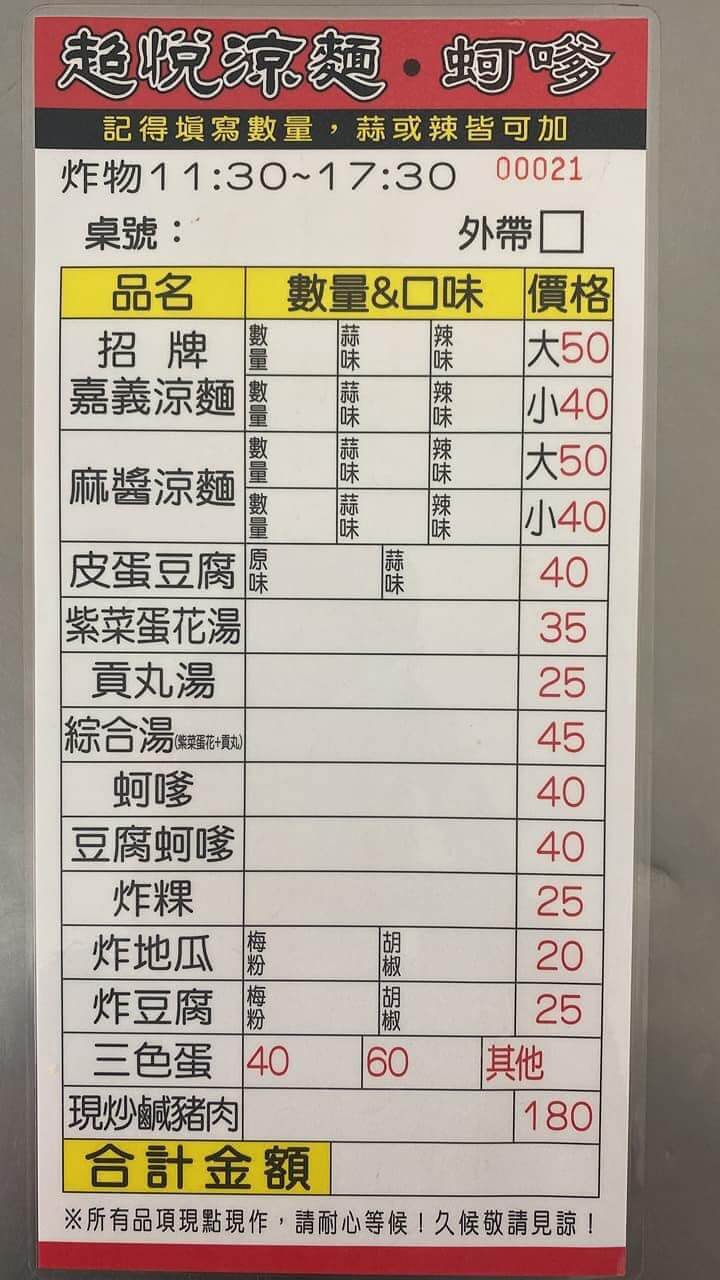 超悅涼麵・蚵嗲
記得填寫數量，蒜或辣皆可加
炸物11:30~17:30 00021
桌號： 外帶□
品名 數量&口味 價格
招牌嘉義涼麵 數量 蒜味 辣味 大50
數量 蒜味 辣味 小40
麻醬涼麵 數量 蒜味 辣味 大50
數量 蒜味 辣味 小40
皮蛋豆腐 原味 蒜味 40
紫菜蛋花湯 35
貢丸湯 25
綜合湯(紫菜蛋花+貢丸) 45
蚵嗲 40
豆腐蚵嗲 40
炸粿 25
炸地瓜 梅粉 胡椒 20
炸豆腐 梅粉 胡椒 25
三色蛋 40 60 其他
現炒鹹豬肉 180
合計金額
※所有品項現點現作，請耐心等候！久候敬請見諒！